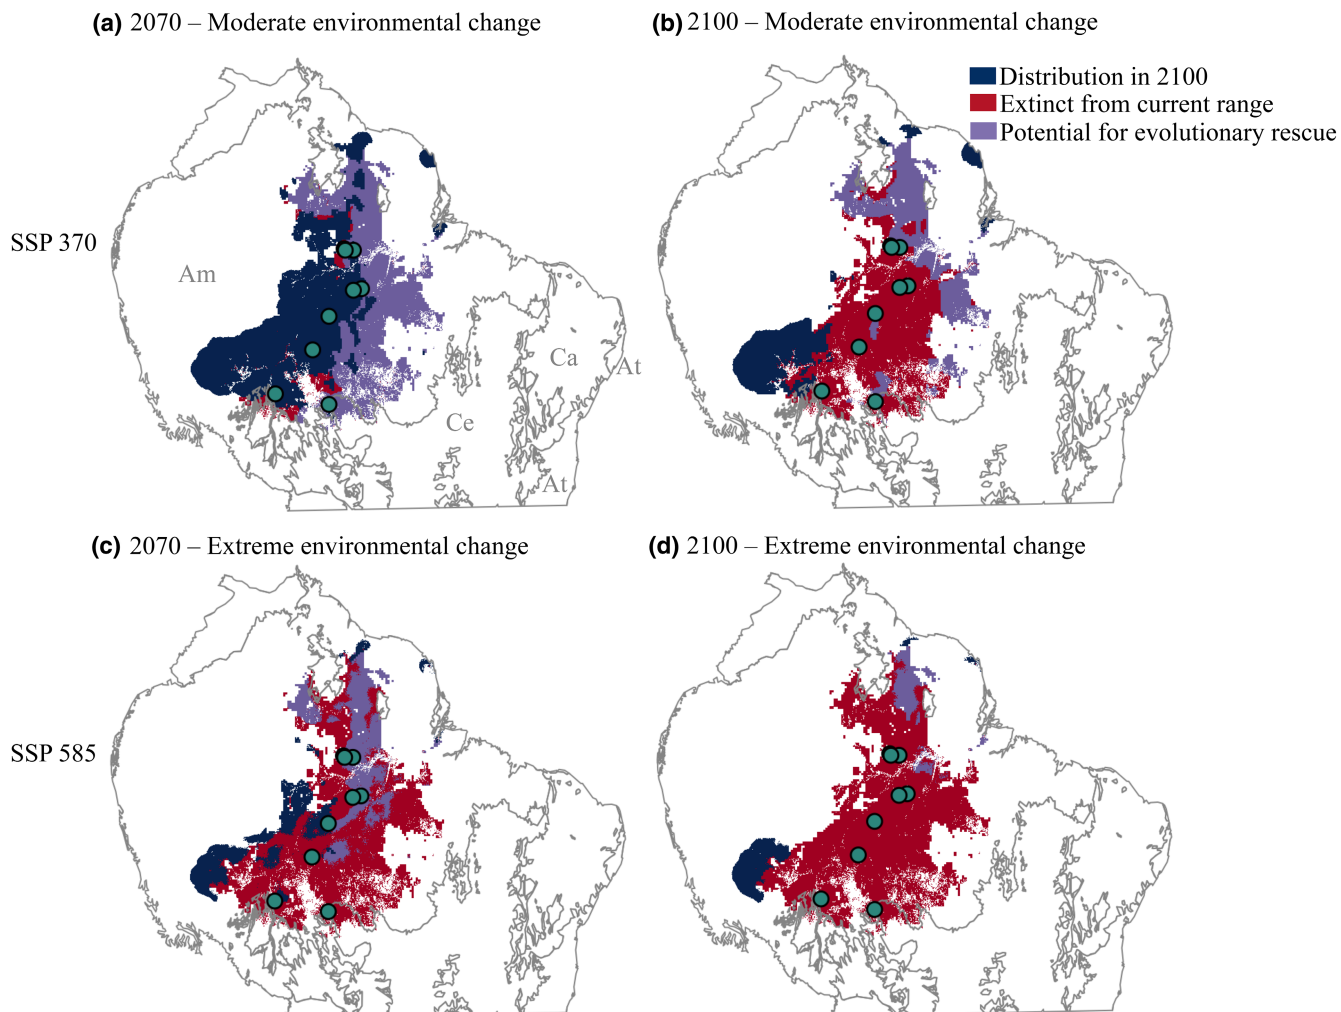 (a) 2070 – Moderate environmental change
(b) 2100 – Moderate environmental change
Distribution in 2100
Extinct from current range
Potential for evolutionary rescue
SSP 370
Am
Ca
At
Ce
At
(c) 2070 – Extreme environmental change
(d) 2100 – Extreme environmental change
SSP 585